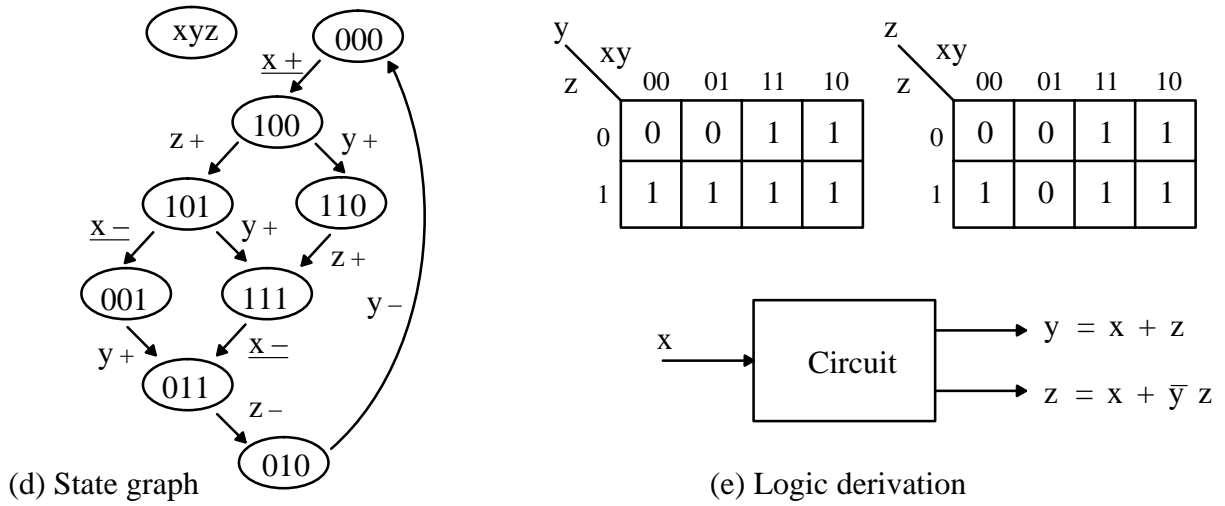 xyz
000
x +
100
z +
y +
101
110
x –
y +
z +
001
111
y –
y +
x –
011
z –
010
(d) State graph
y
xy
z
00 01 11 10
0 0 0 1 1
1 1 1 1 1
z
xy
z
00 01 11 10
0 0 0 1 1
1 1 0 1 1
x
Circuit
y = x + z
z = x + y̅ z
(e) Logic derivation